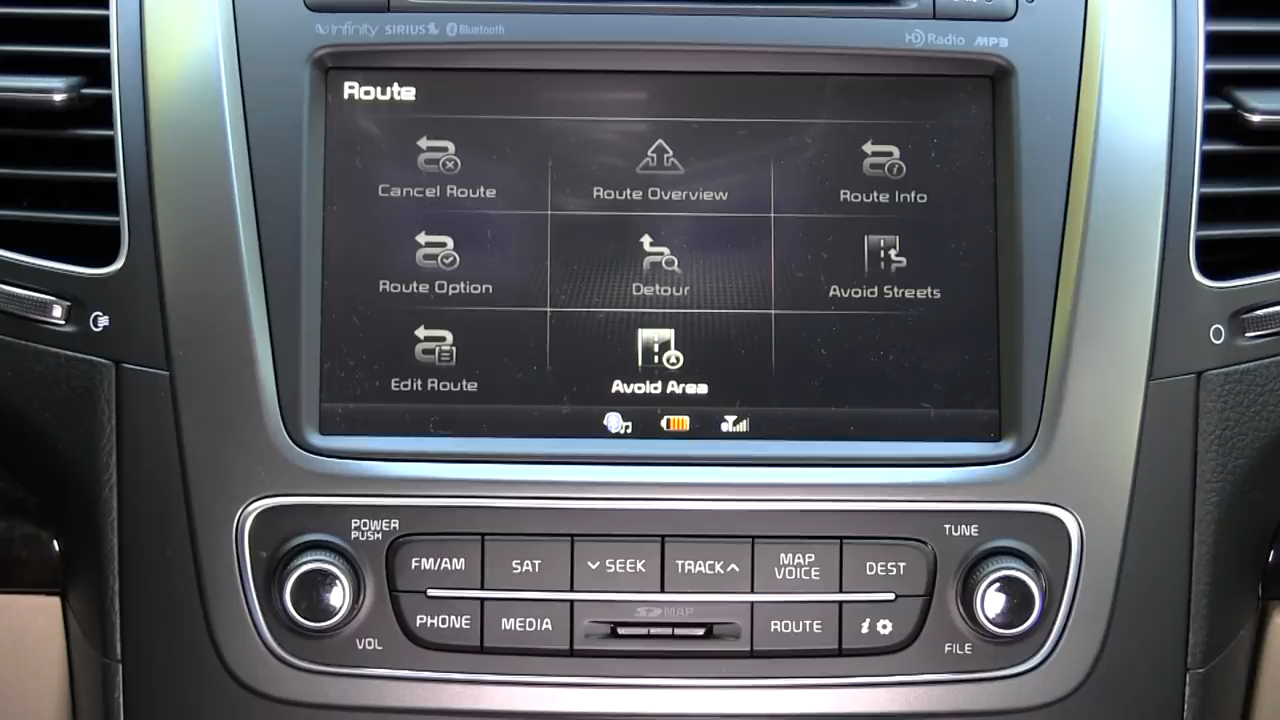 Infinity SIRIUS Bluetooth
HD Radio MP3
Route
Cancel Route
Route Overview
Route Info
Route Option
Detour
Avoid Streets
Edit Route
Avoid Area
POWER
PUSH
VOL
FM/AM
SAT
SEEK
TRACK
MAP
VOICE
DEST
PHONE
MEDIA
SD MAP
ROUTE
i
TUNE
FILE